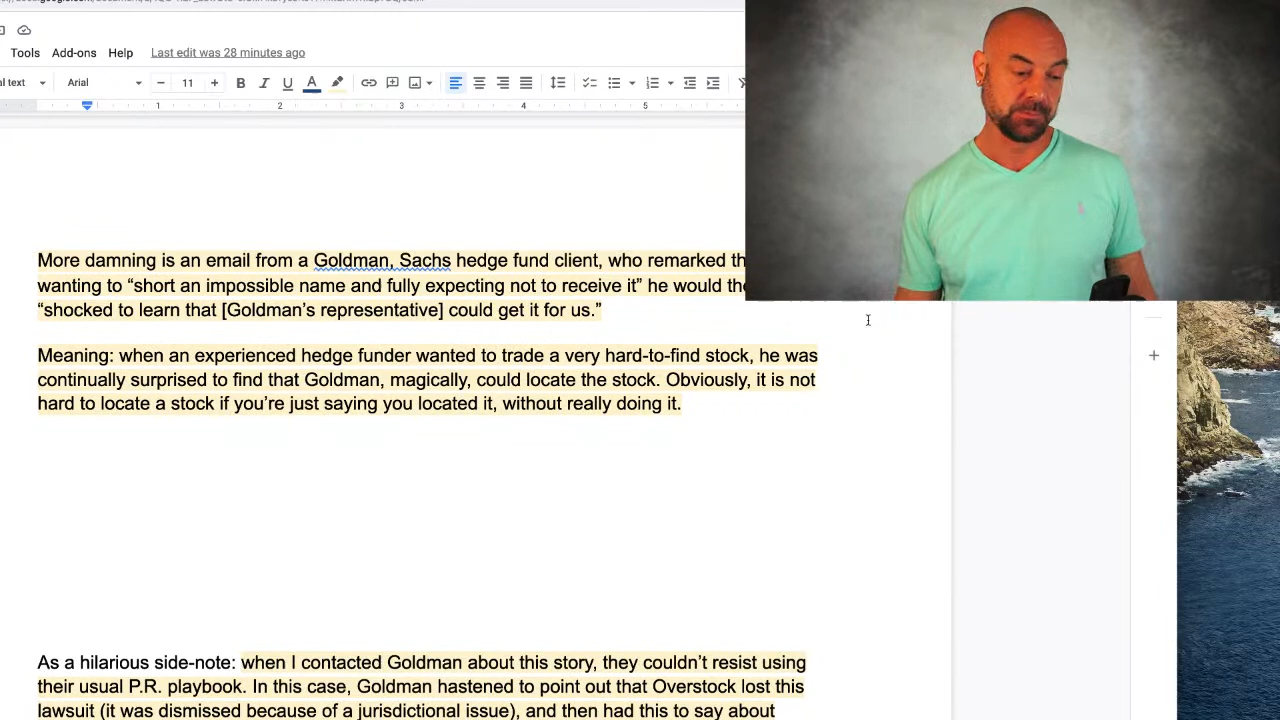 Tools Add-ons Help Last edit was 28 minutes ago
al text Arial 11
1 2 3 4 5
More damning is an email from a Goldman, Sachs hedge fund client, who remarked th
wanting to “short an impossible name and fully expecting not to receive it” he would the
“shocked to learn that [Goldman’s representative] could get it for us.”
Meaning: when an experienced hedge funder wanted to trade a very hard-to-find stock, he was
continually surprised to find that Goldman, magically, could locate the stock. Obviously, it is not
hard to locate a stock if you’re just saying you located it, without really doing it.
As a hilarious side-note: when I contacted Goldman about this story, they couldn’t resist using
their usual P.R. playbook. In this case, Goldman hastened to point out that Overstock lost this
lawsuit (it was dismissed because of a jurisdictional issue), and then had this to say about